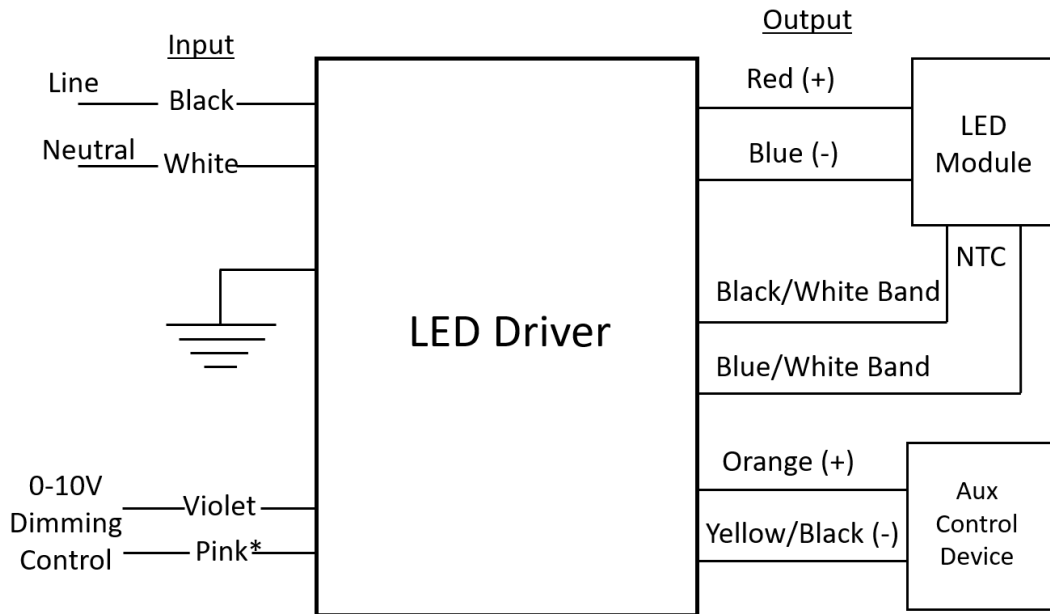 Input
Line
Black
Neutral
White
0-10V
Dimming
Control
Violet
Pink*
LED Driver
Output
Red (+)
Blue (-)
LED
Module
NTC
Black/White Band
Blue/White Band
Orange (+)
Yellow/Black (-)
Aux
Control
Device